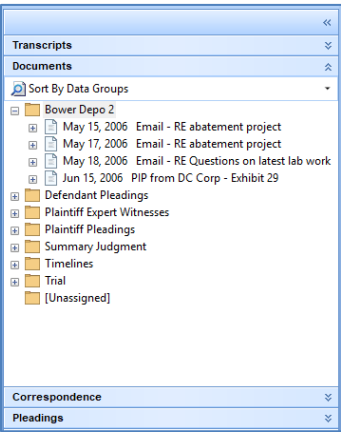 Transcripts
Documents
Sort By Data Groups
Bower Depo 2
May 15, 2006 Email - RE abatement project
May 17, 2006 Email - RE abatement project
May 18, 2006 Email - RE Questions on latest lab work
Jun 15, 2006 PIP from DC Corp - Exhibit 29
Defendant Pleadings
Plaintiff Expert Witnesses
Plaintiff Pleadings
Summary Judgment
Timelines
Trial
[Unassigned]
Correspondence
Pleadings